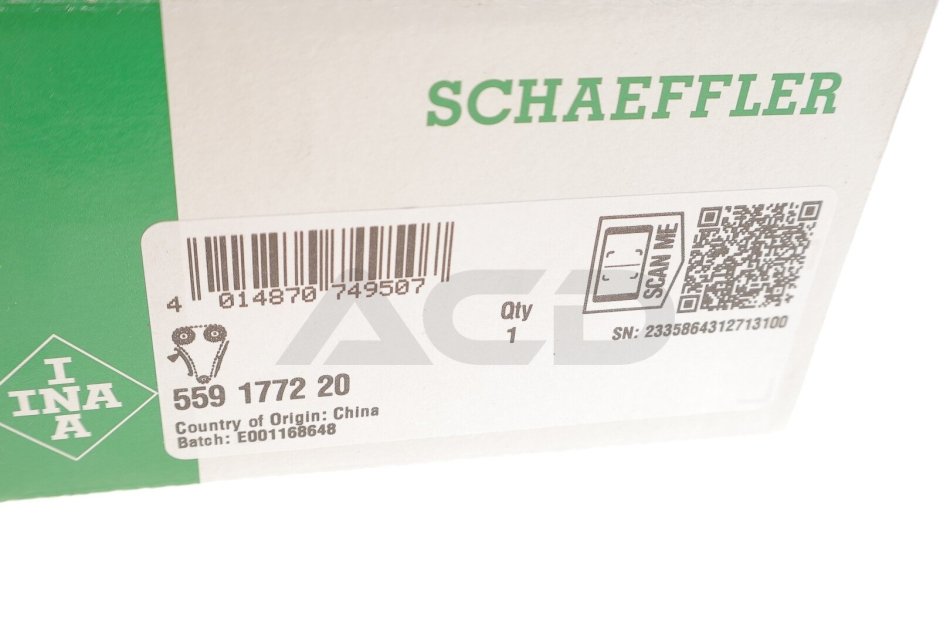 SCHAEFFLER
SCAN ME
4 014870 749507
Qty
1
SN: 2335864312713100
ACD
559 1772 20
Country of Origin: China
Batch: E001168648
I
INA
A